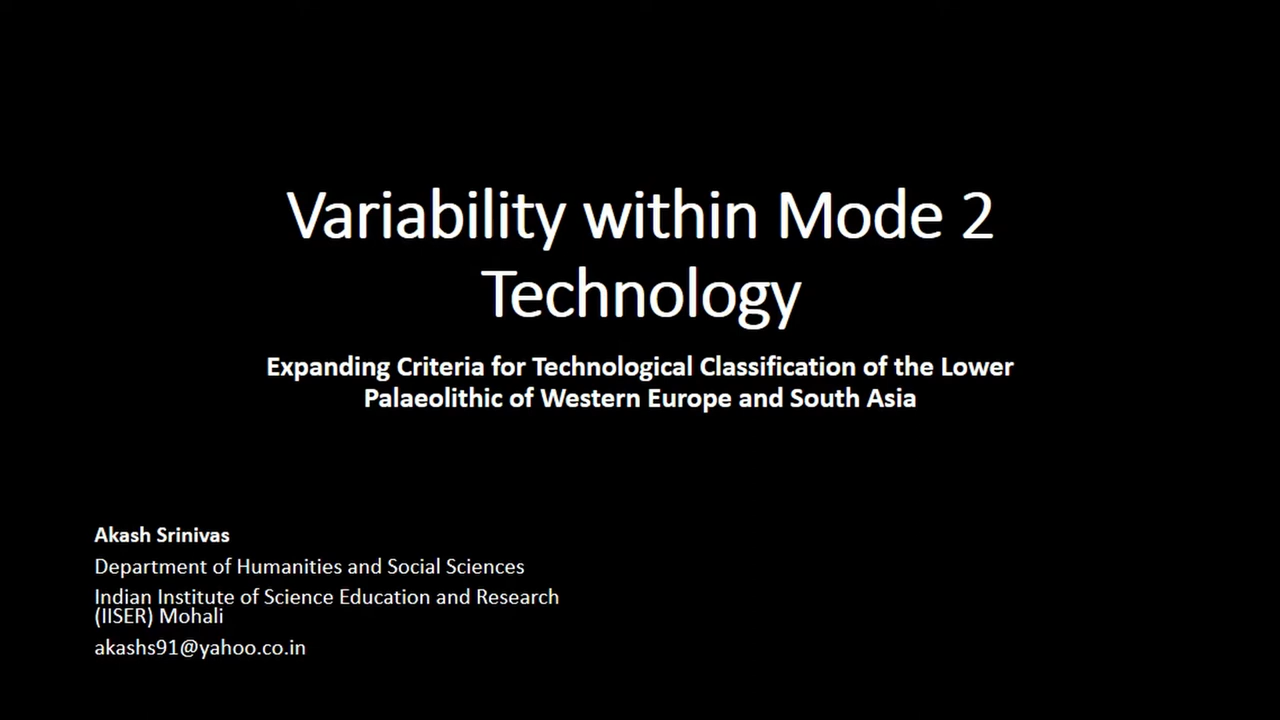 Variability within Mode 2
Technology
Expanding Criteria for Technological Classification of the Lower
Palaeolithic of Western Europe and South Asia
Akash Srinivas
Department of Humanities and Social Sciences
Indian Institute of Science Education and Research
(IISER) Mohali
akashs91@yahoo.co.in